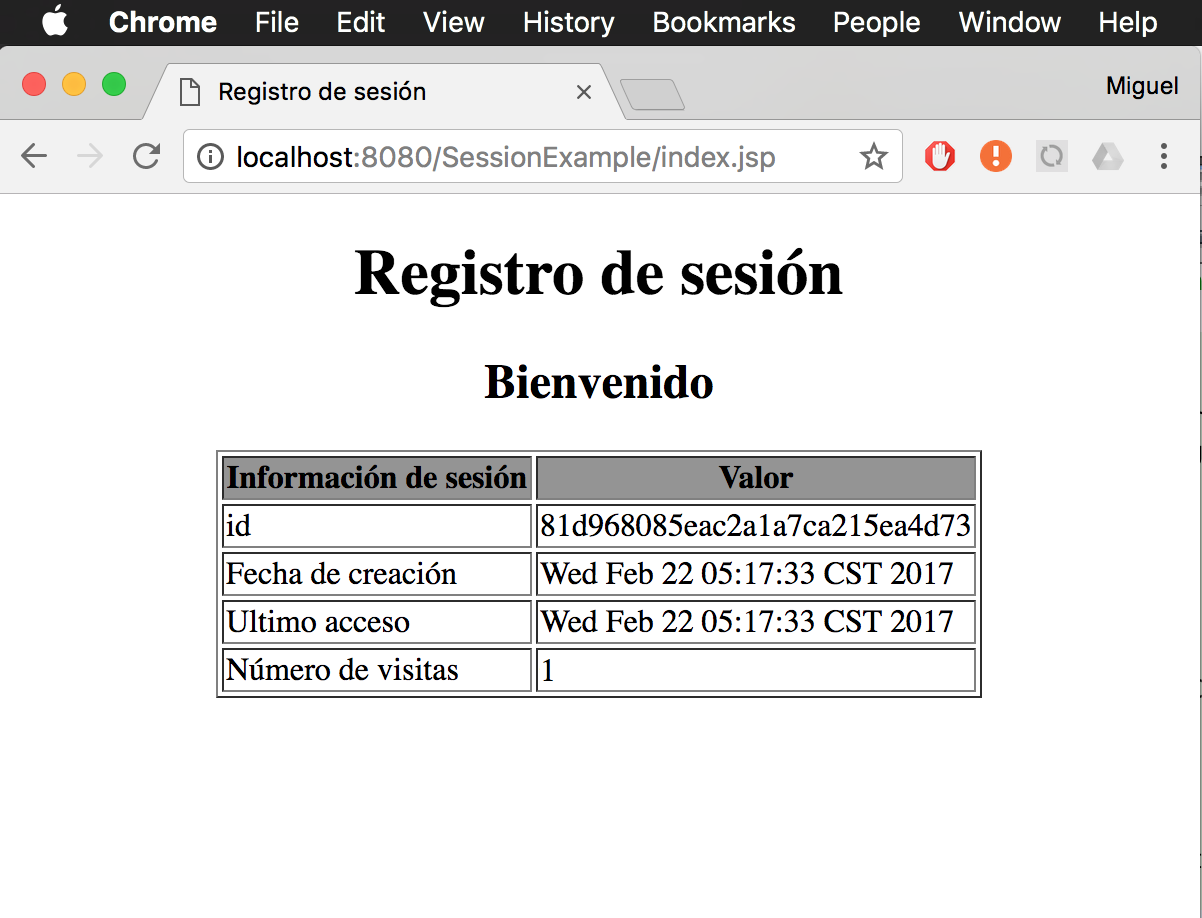 Chrome File Edit View History Bookmarks People Window Help
Registro de sesión Miguel
localhost:8080/SessionExample/index.jsp
Registro de sesión
Bienvenido
Información de sesión Valor
id 81d968085eac2a1a7ca215ea4d73
Fecha de creación Wed Feb 22 05:17:33 CST 2017
Ultimo acceso Wed Feb 22 05:17:33 CST 2017
Número de visitas 1